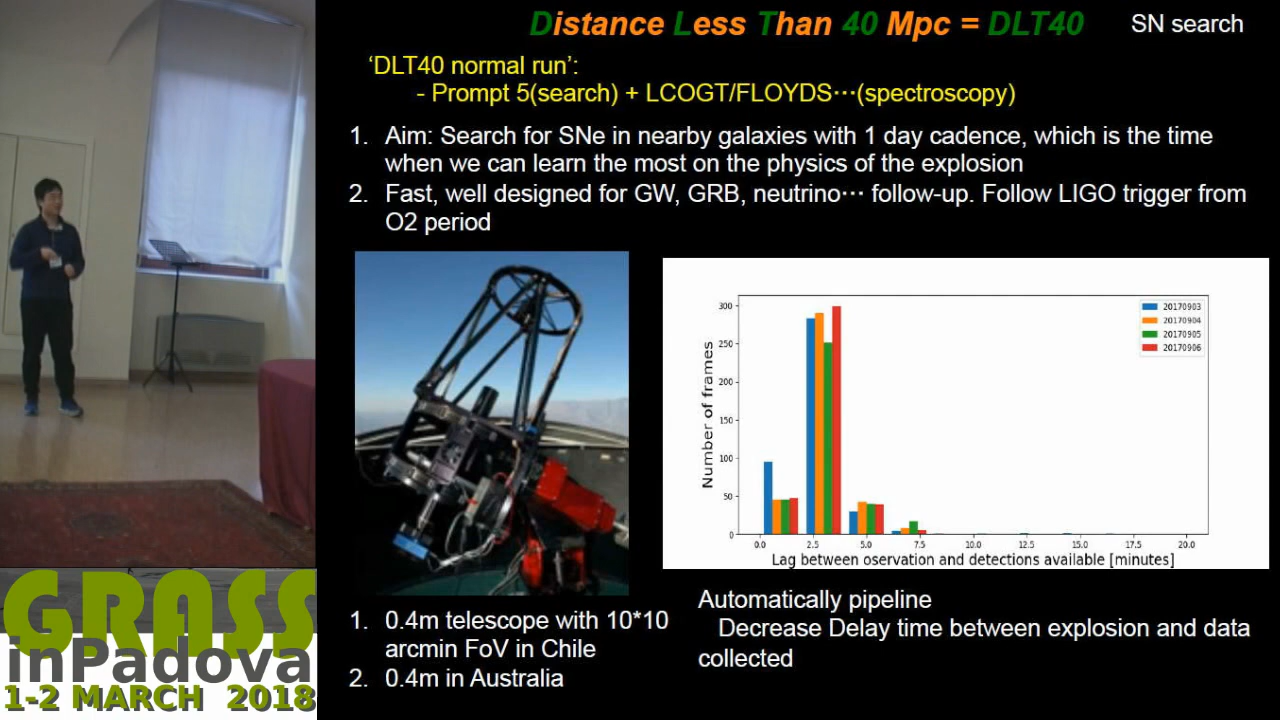 Distance Less Than 40 Mpc = DLT40
SN search
‘DLT40 normal run’:
- Prompt 5(search) + LCOGT/FLOYDS···(spectroscopy)
1. Aim: Search for SNe in nearby galaxies with 1 day cadence, which is the time
when we can learn the most on the physics of the explosion
2. Fast, well designed for GW, GRB, neutrino··· follow-up. Follow LIGO trigger from
O2 period
Number of frames
300
250
200
150
100
50
0
20170903
20170904
20170905
20170906
0.0 2.5 5.0 7.5 10.0 12.5 15.0 17.5 20.0
Lag between oservation and detections available [minutes]
1. 0.4m telescope with 10*10
arcmin FoV in Chile
2. 0.4m in Australia
Automatically pipeline
Decrease Delay time between explosion and data
collected
GRASS
inPadova
1-2 MARCH 2018